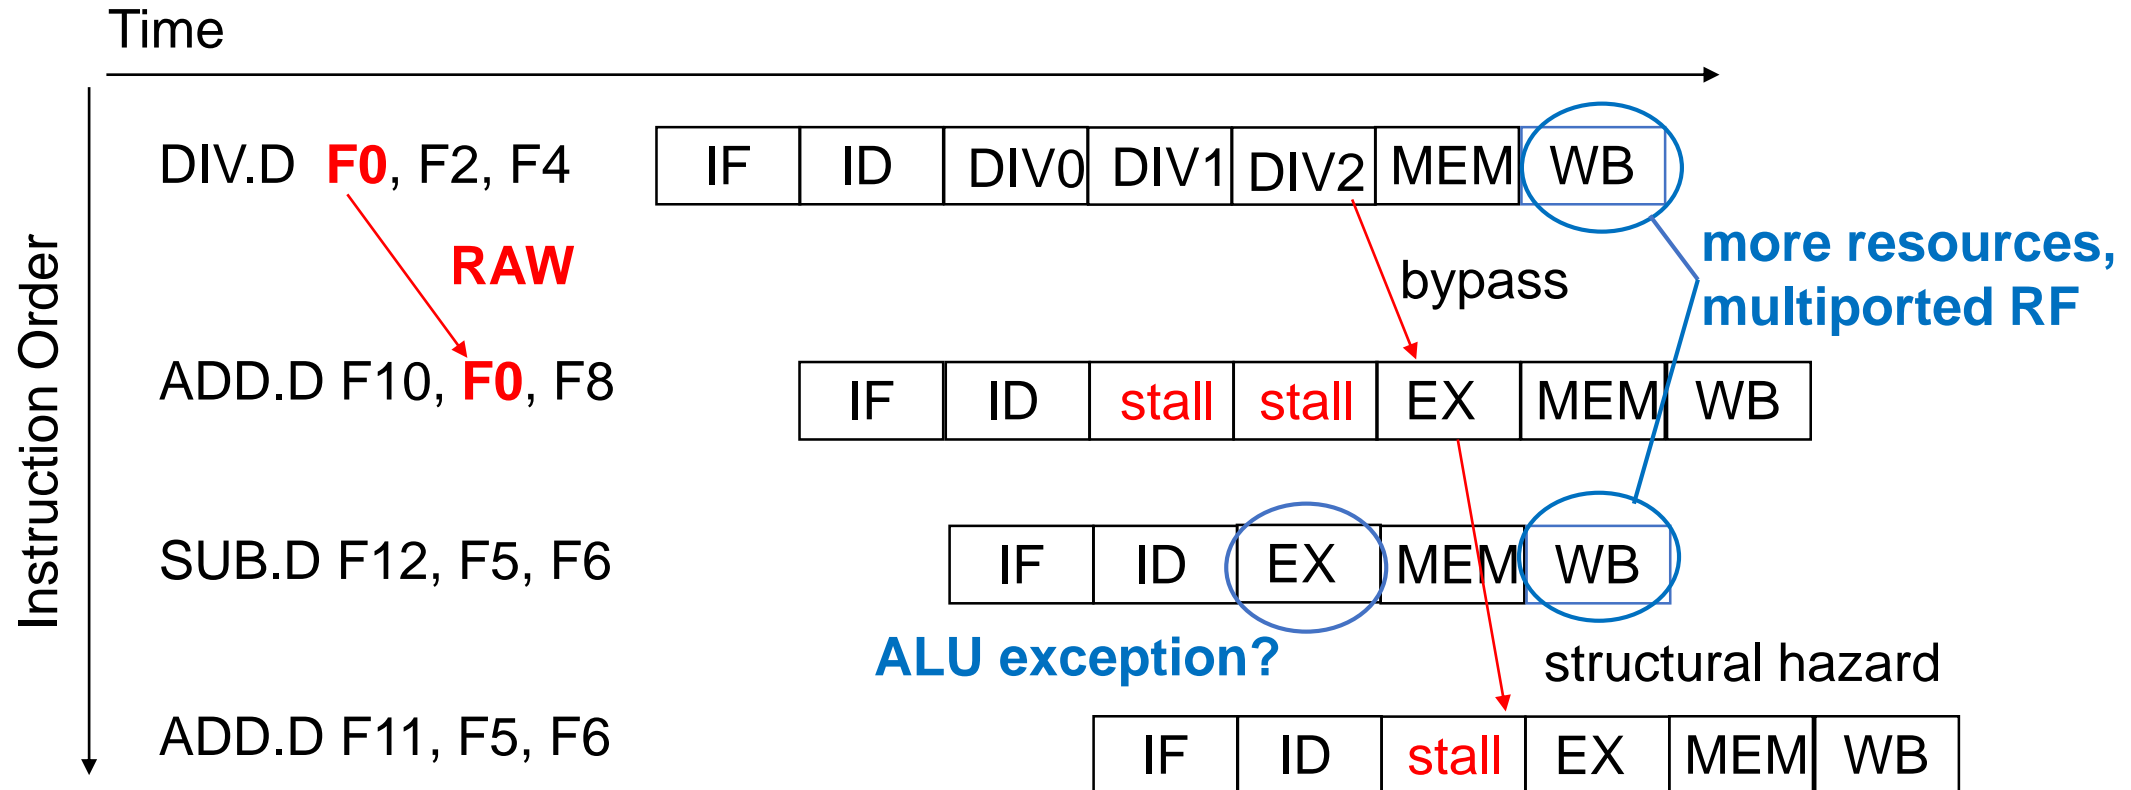 Time
Instruction Order
DIV.D F0, F2, F4 IF ID DIV0 DIV1 DIV2 MEM WB
RAW
bypass
more resources,
multiported RF
ADD.D F10, F0, F8 IF ID stall stall EX MEM WB
SUB.D F12, F5, F6 IF ID EX MEM WB
ALU exception?
structural hazard
ADD.D F11, F5, F6 IF ID stall EX MEM WB